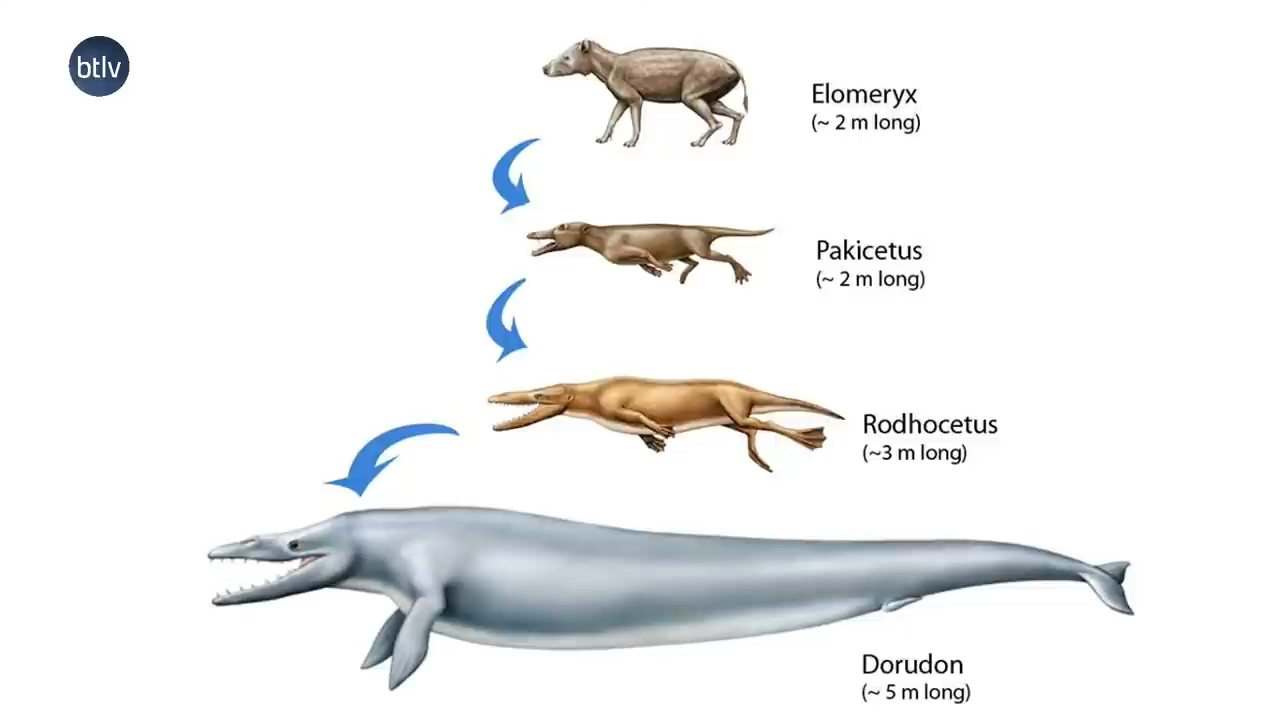 btlv
Elomeryx
(~ 2 m long)
Pakicetus
(~ 2 m long)
Rodhocetus
(~3 m long)
Dorudon
(~ 5 m long)